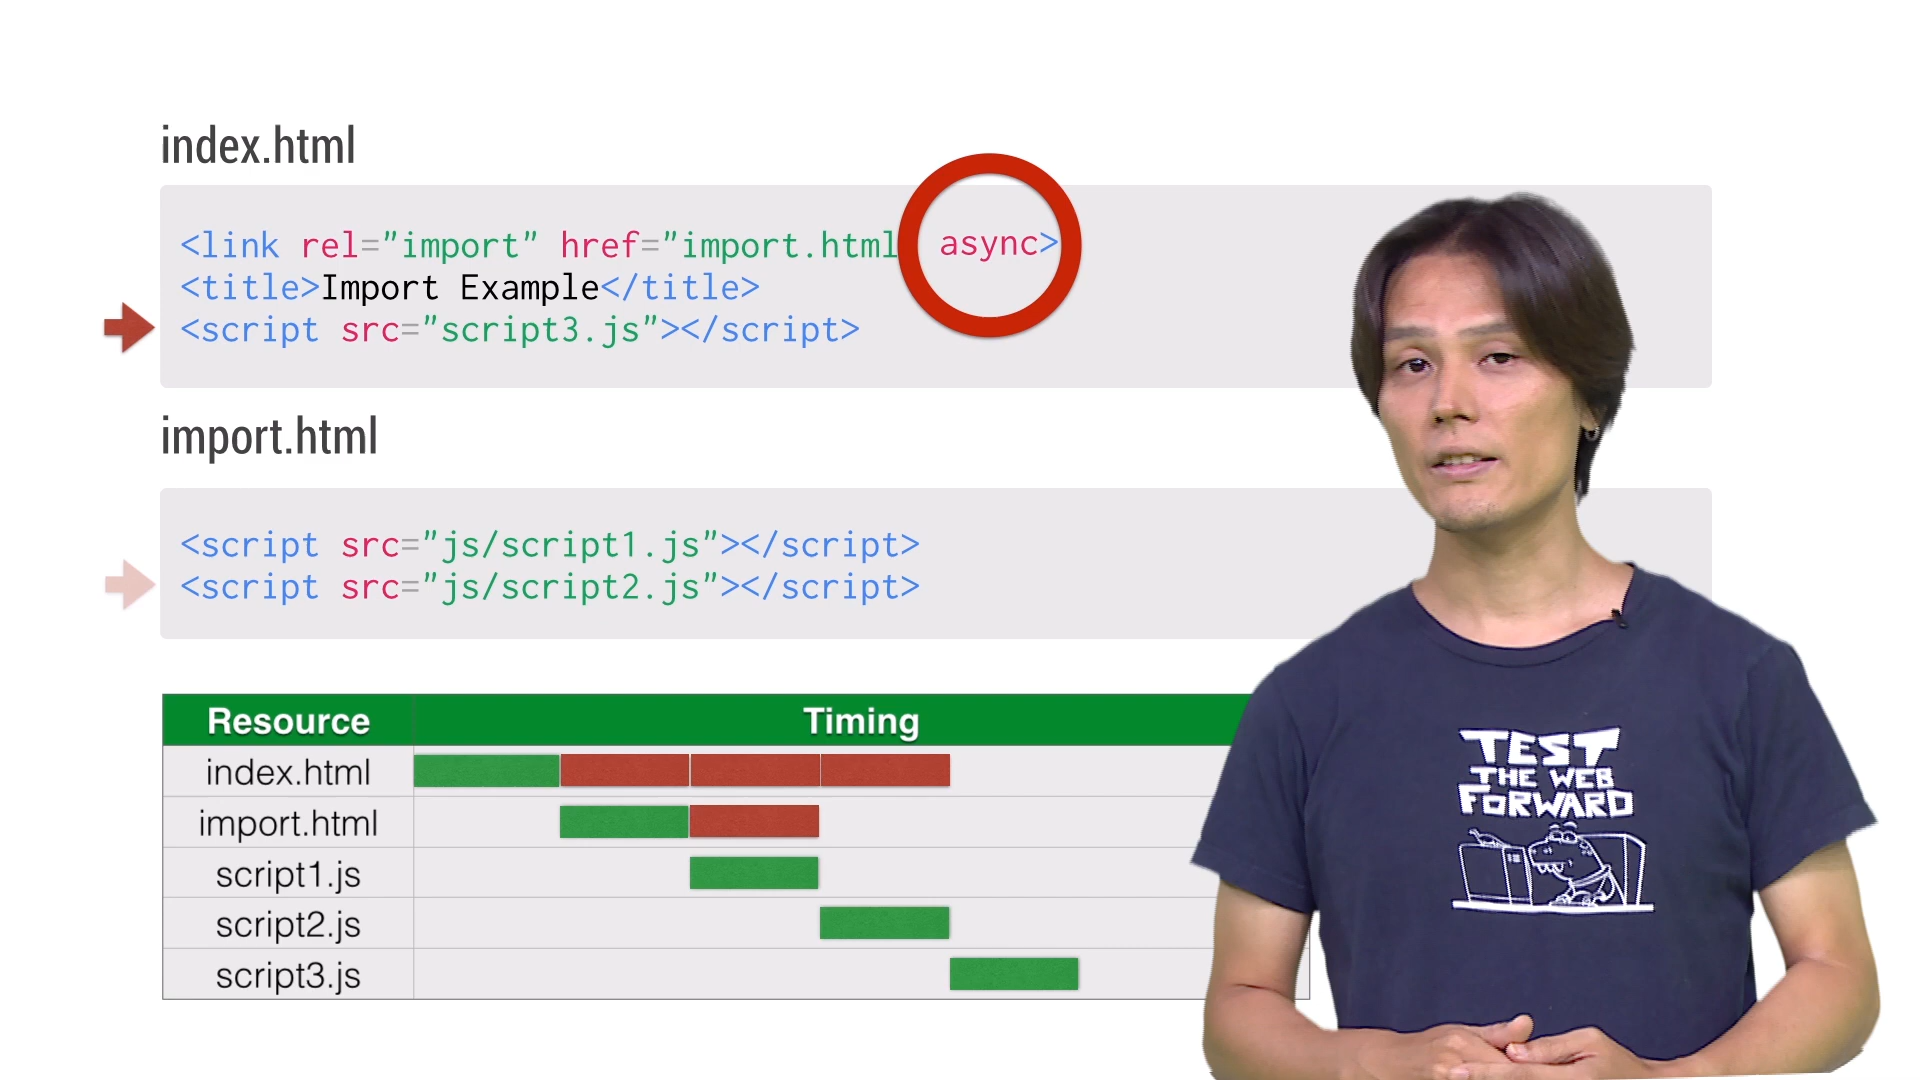 index.html
<link rel="import" href="import.html async>
<title>Import Example</title>
<script src="script3.js"></script>
import.html
<script src="js/script1.js"></script>
<script src="js/script2.js"></script>
Resource Timing
index.html
import.html
script1.js
script2.js
script3.js
TEST
THE WEB
FORWARD